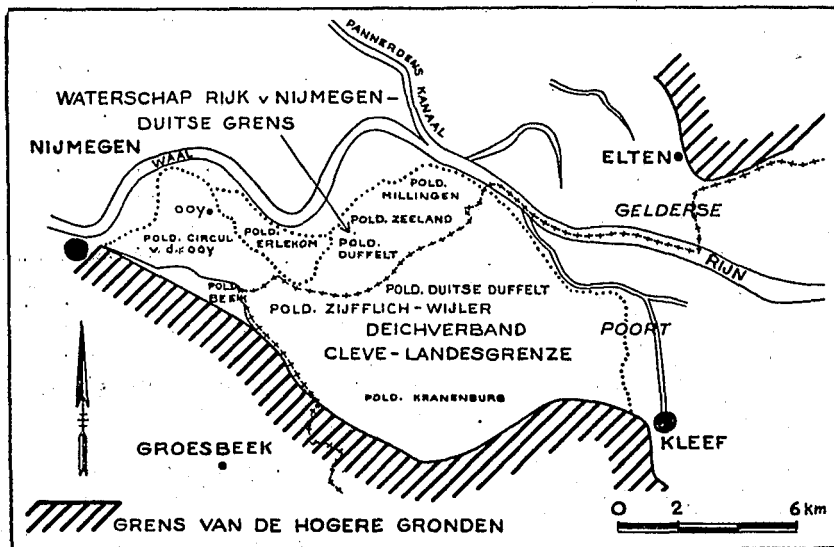 PANNERDENS KANAAL
WATERSCHAP RIJK v NIJMEGEN-
DUITSE GRENS
NIJMEGEN
WAAL
ELTEN
POLD.
MILLINGEN
GELDERSE
OOY
POLD. ZEELAND
POLD.
ERLEKOM
POLD. CIRCUL
v. d. OOY
POLD.
DUFFELT
RIJN
POLD.
BEEK
POLD. DUITSE DUFFELT
POLD. ZIJFFLICH-WIJLER
DEICHVERBAND
POORT
CLEVE-LANDESGRENZE
POLD. KRANENBURG
GROESBEEK
KLEEF
0 2 6 km
GRENS VAN DE HOGERE GRONDEN